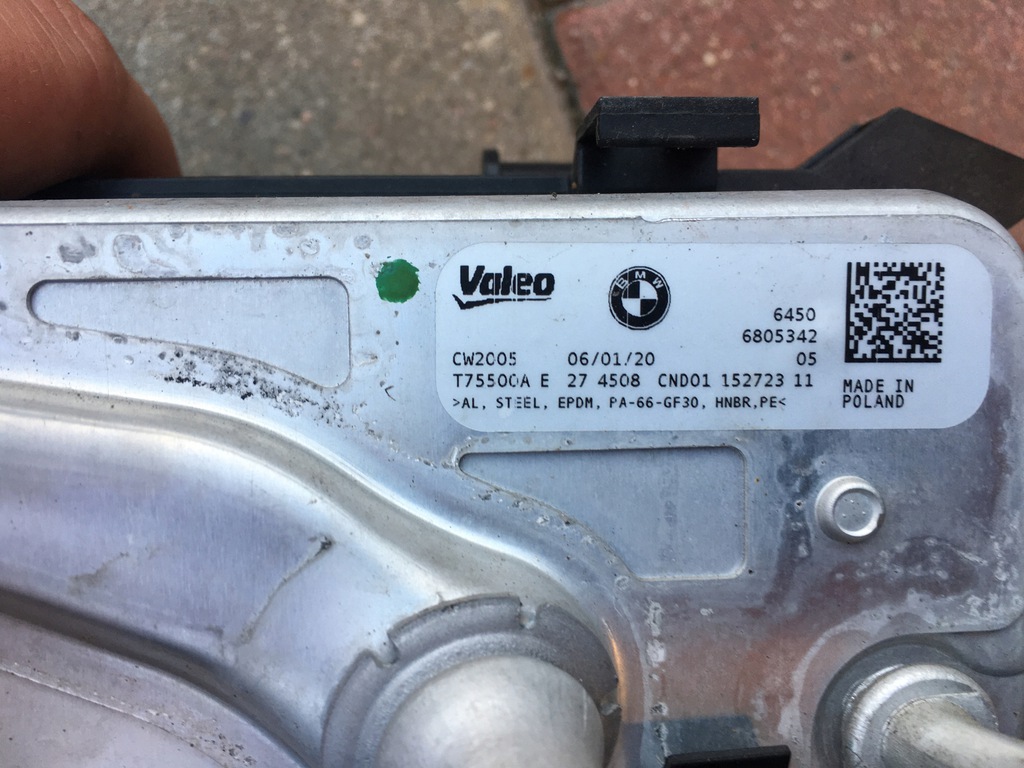 Valeo
BMW
6450
6805342
CW2005 06/01/20 05
T75500A E 27 4508 CND01 152723 11
>AL, STEEL, EPDM, PA-66-GF30, HNBR,PE<
MADE IN
POLAND